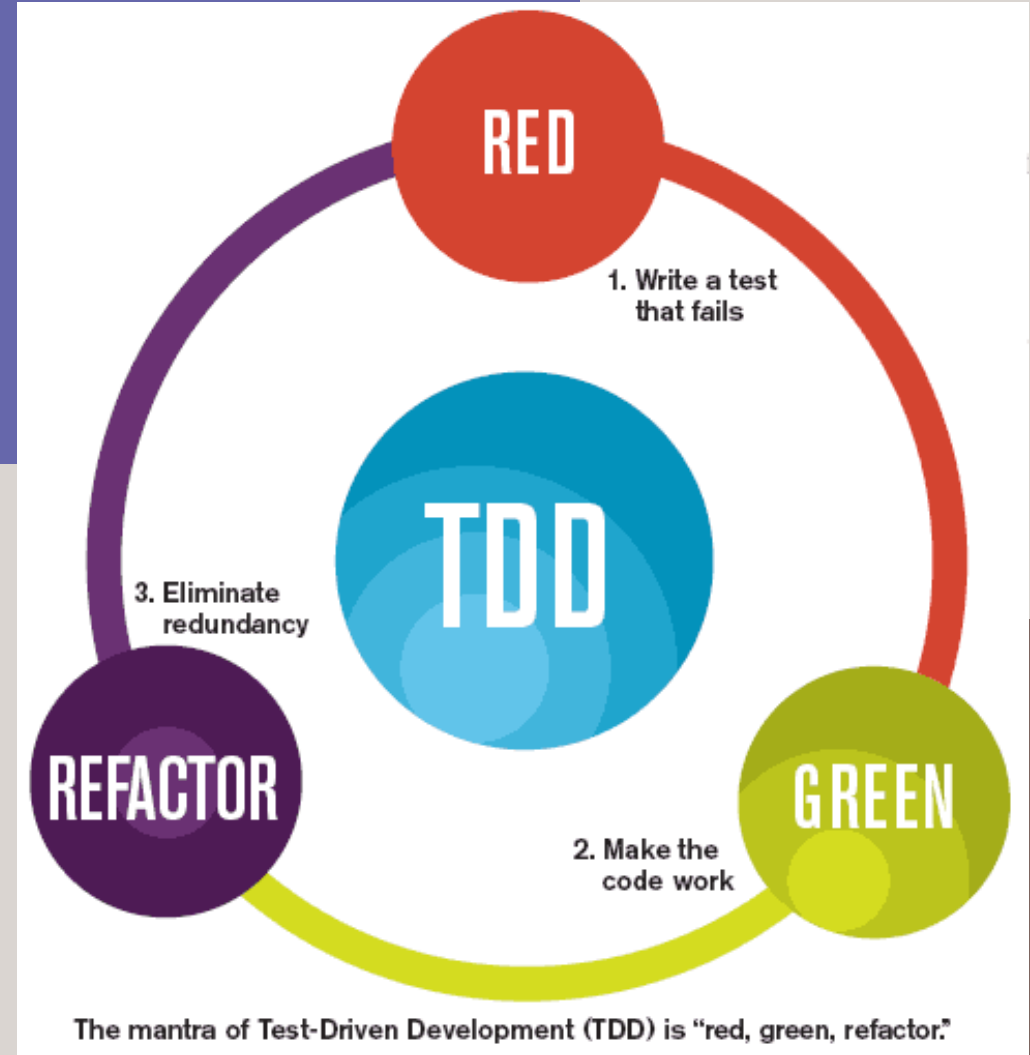 RED
1. Write a test
that fails
TDD
3. Eliminate
redundancy
REFACTOR
GREEN
2. Make the
code work
The mantra of Test-Driven Development (TDD) is “red, green, refactor.”